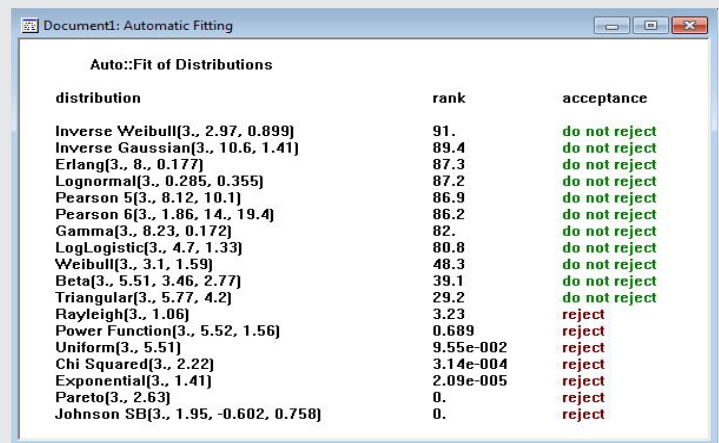 Document1: Automatic Fitting
Auto::Fit of Distributions
distribution rank acceptance
Inverse Weibull(3., 2.97, 0.899) 91. do not reject
Inverse Gaussian(3., 10.6, 1.41) 89.4 do not reject
Erlang(3., 8., 0.177) 87.3 do not reject
Lognormal(3., 0.285, 0.355) 87.2 do not reject
Pearson 5(3., 8.12, 10.1) 86.9 do not reject
Pearson 6(3., 1.86, 14., 19.4) 86.2 do not reject
Gamma(3., 8.23, 0.172) 82. do not reject
LogLogistic(3., 4.7, 1.33) 80.8 do not reject
Weibull(3., 3.1, 1.59) 48.3 do not reject
Beta(3., 5.51, 3.46, 2.77) 39.1 do not reject
Triangular(3., 5.77, 4.2) 29.2 do not reject
Rayleigh(3., 1.06) 3.23 reject
Power Function(3., 5.52, 1.56) 0.689 reject
Uniform(3., 5.51) 9.55e-002 reject
Chi Squared(3., 2.22) 3.14e-004 reject
Exponential(3., 1.41) 2.09e-005 reject
Pareto(3., 2.63) 0. reject
Johnson SB(3., 1.95, -0.602, 0.758) 0. reject